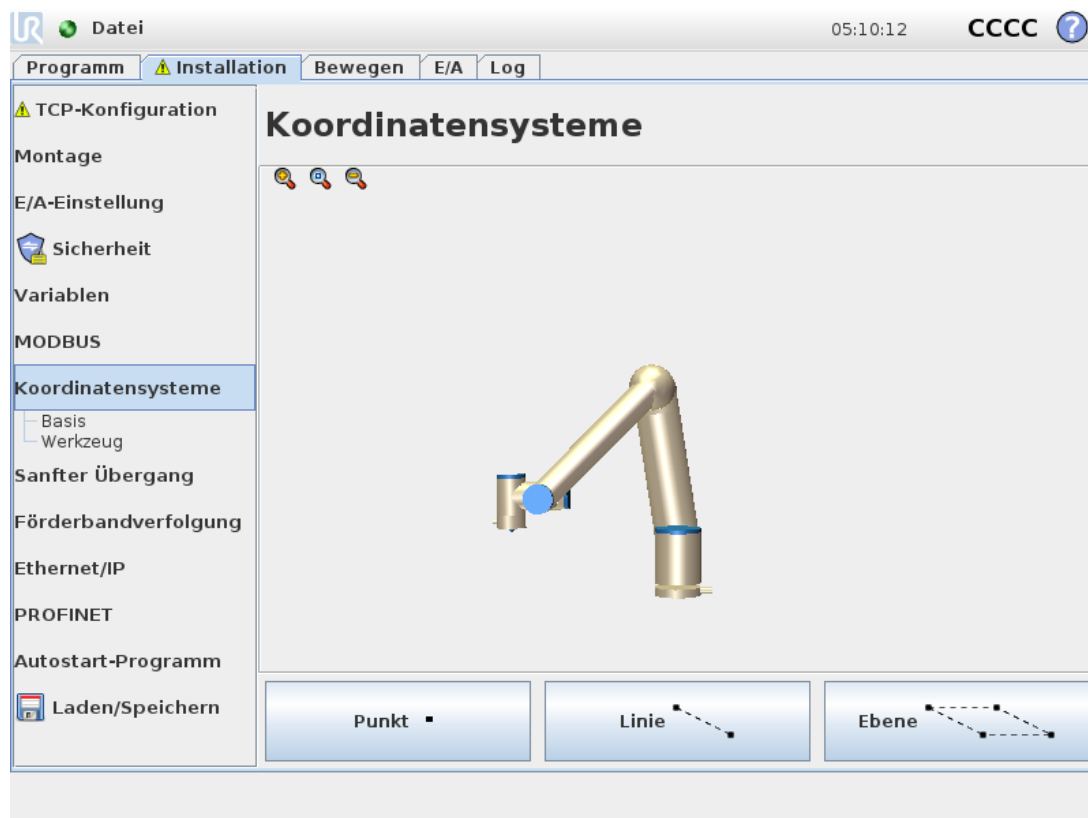 UR Datei 05:10:12 CCCC ?
Programm Installation Bewegen E/A Log
TCP-Konfiguration
Koordinatensysteme
Montage
E/A-Einstellung
Sicherheit
Variablen
MODBUS
Koordinatensysteme
Basis
Werkzeug
Sanfter Übergang
Förderbandverfolgung
Ethernet/IP
PROFINET
Autostart-Programm
Laden/Speichern
Punkt Linie Ebene